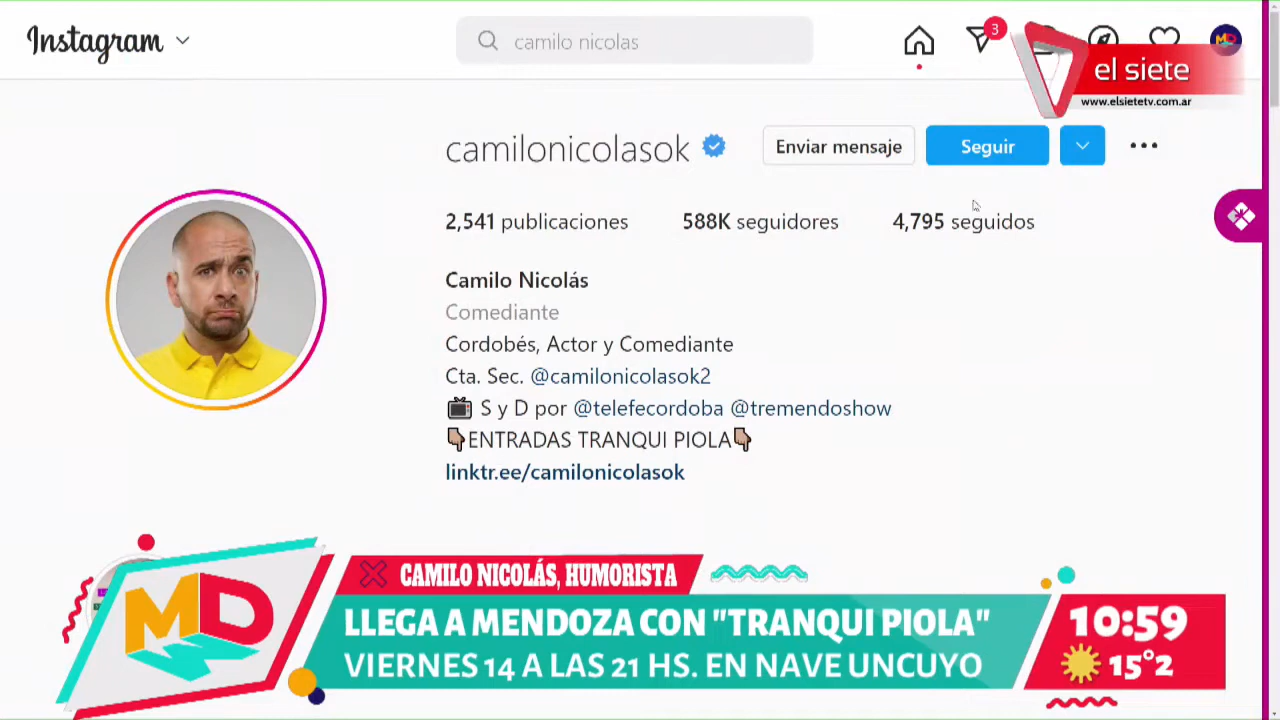 Instagram
camilo nicolas
3
MD
el siete
www.elsietetv.com.ar
camilonicolasok
Enviar mensaje
Seguir
2,541 publicaciones
588K seguidores
4,795 seguidos
Camilo Nicolás
Comediante
Cordobés, Actor y Comediante
Cta. Sec. @camilonicolasok2
S y D por @telefecordoba @tremendoshow
ENTRADAS TRANQUI PIOLA
linktr.ee/camilonicolasok
MD
CAMILO NICOLÁS, HUMORISTA
LLEGA A MENDOZA CON "TRANQUI PIOLA"
VIERNES 14 A LAS 21 HS. EN NAVE UNCUYO
10:59
15°2